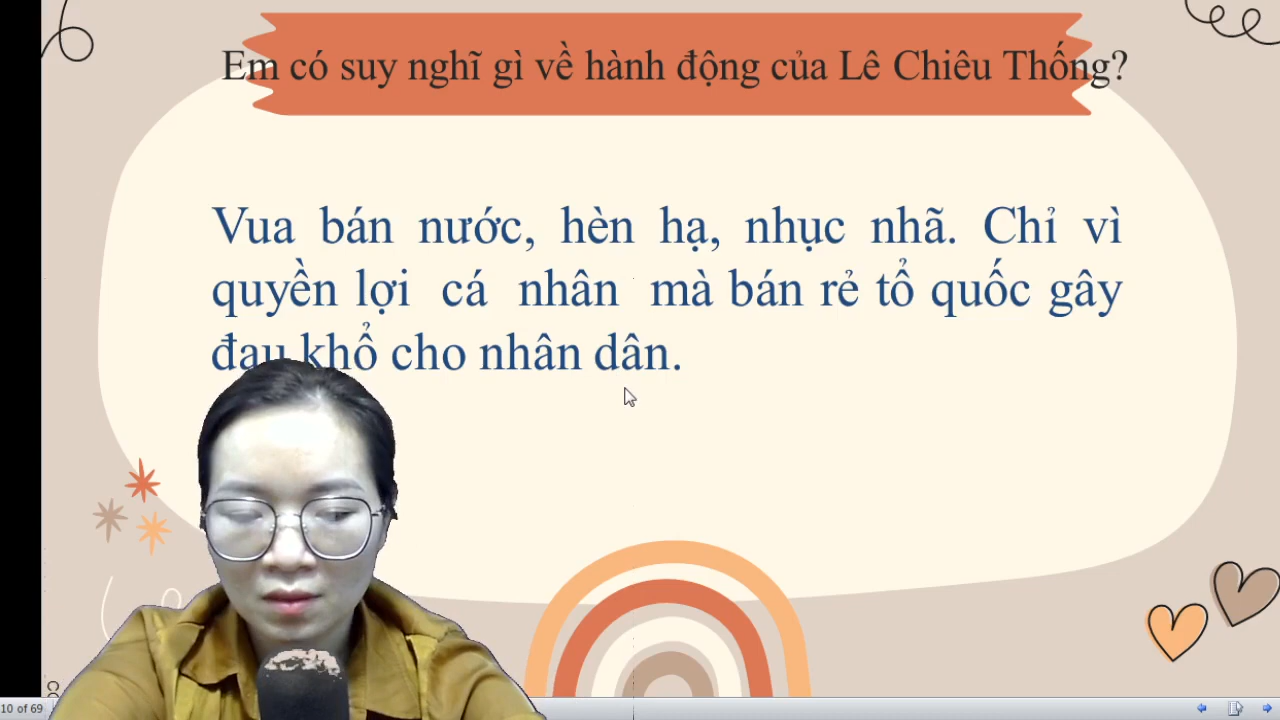 Em có suy nghĩ gì về hành động của Lê Chiêu Thống?
Vua bán nước, hèn hạ, nhục nhã. Chỉ vì
quyền lợi cá nhân mà bán rẻ tổ quốc gây
đau khổ cho nhân dân.
10 of 69